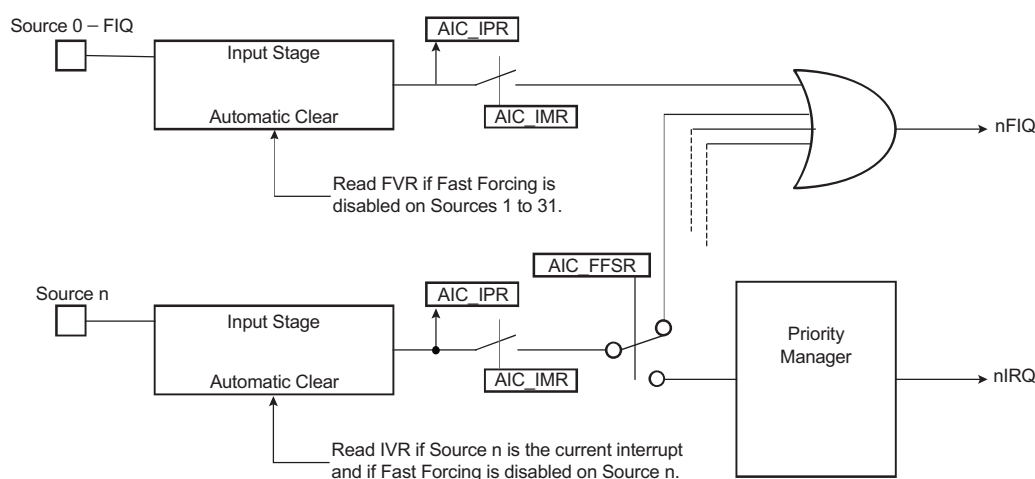 Source 0 – FIQ
AIC_IPR
Input Stage
Automatic Clear
AIC_IMR
nFIQ
Read FVR if Fast Forcing is
disabled on Sources 1 to 31.
AIC_FFSR
Source n
AIC_IPR
Input Stage
Priority
Manager
Automatic Clear
AIC_IMR
nIRQ
Read IVR if Source n is the current interrupt
and if Fast Forcing is disabled on Source n.